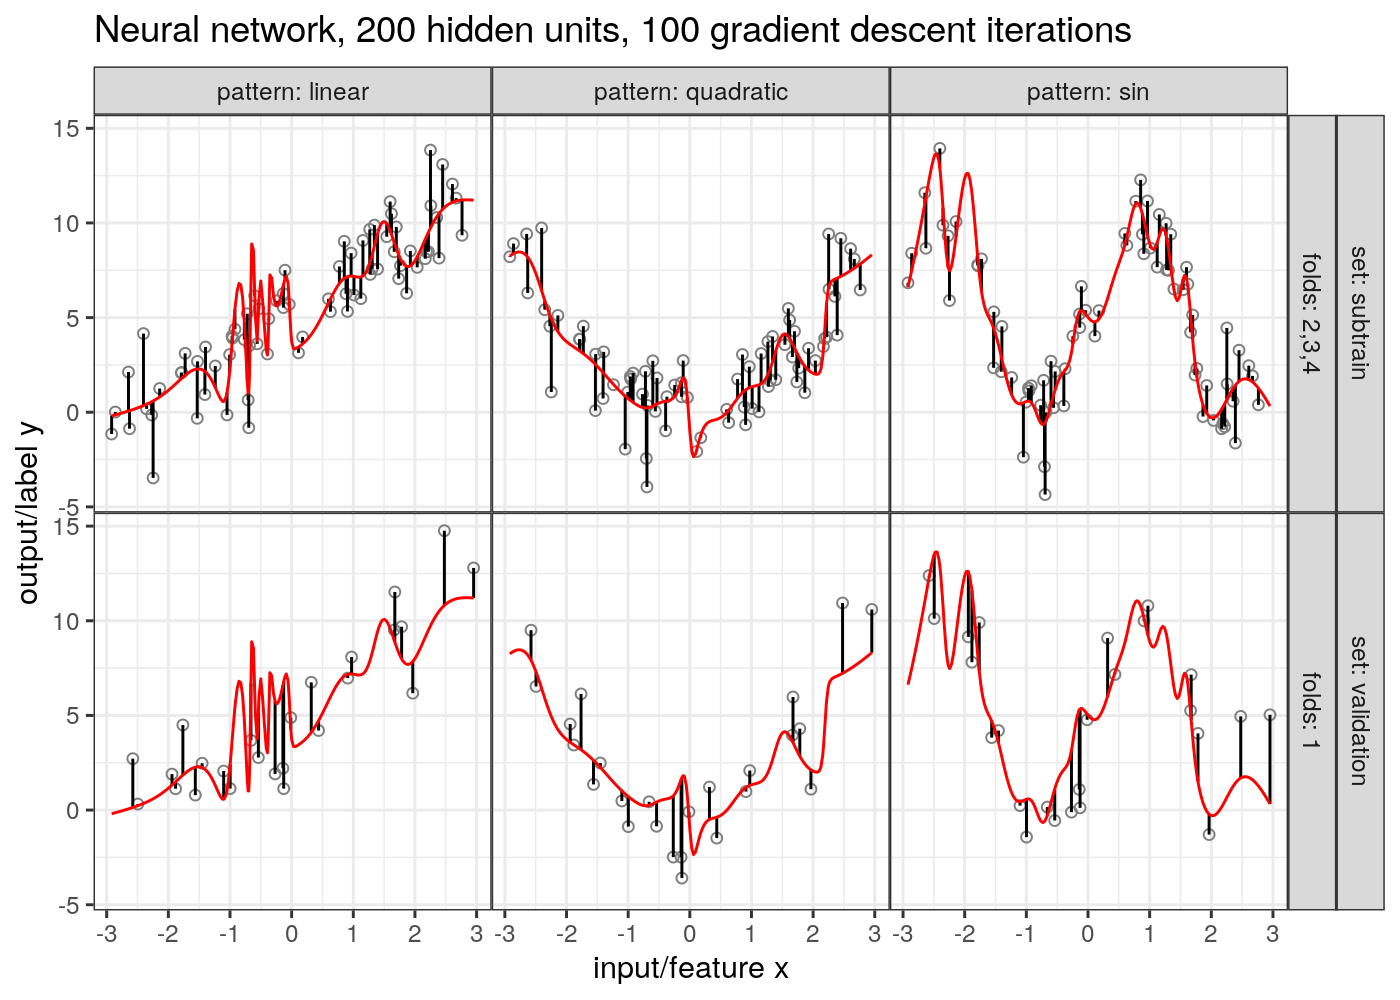 Neural network, 200 hidden units, 100 gradient descent iterations
pattern: linear
pattern: quadratic
pattern: sin
15
10
5
0
-5
folds: 2,3,4
set: subtrain
15
10
5
0
-5
folds: 1
set: validation
output/label y
-3 -2 -1 0 1 2 3
-3 -2 -1 0 1 2 3
-3 -2 -1 0 1 2 3
input/feature x